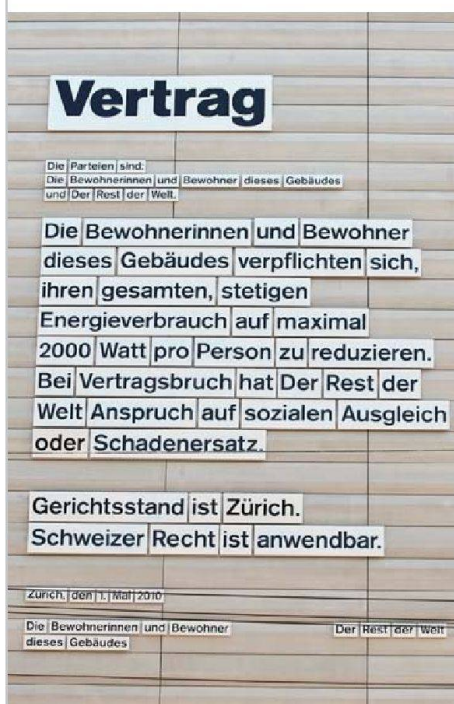 Vertrag
Die Parteien sind:
Die Bewohnerinnen und Bewohner dieses Gebäudes
und Der Rest der Welt.
Die Bewohnerinnen und Bewohner
dieses Gebäude verpflichten sich,
ihren gesamten, stetigen
Energieverbrauch auf maximal
2000 Watt pro Person zu reduzieren.
Bei Vertragsbruch hat Der Rest der
Welt Anspruch auf sozialen Ausgleich
oder Schadenersatz.
Gerichtsstand ist Zürich.
Schweizer Recht ist anwendbar.
Zürich, den 1. Mai 2010
Die Bewohnerinnen und Bewohner
dieses Gebäudes
Der Rest der Welt